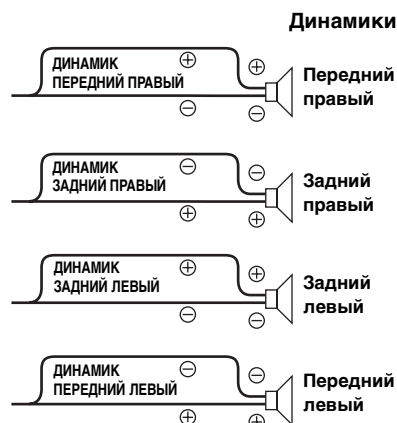 Динамики
ДИНАМИК ⊕ ⊕
ПЕРЕДНИЙ ПРАВЫЙ
⊖ ⊖
Передний
правый
ДИНАМИК ⊖ ⊖
ЗАДНИЙ ПРАВЫЙ
⊕ ⊕
Задний
правый
ДИНАМИК ⊕ ⊕
ЗАДНИЙ ЛЕВЫЙ
⊖ ⊖
Задний
левый
ДИНАМИК ⊖ ⊖
ПЕРЕДНИЙ ЛЕВЫЙ
⊕ ⊕
Передний
левый